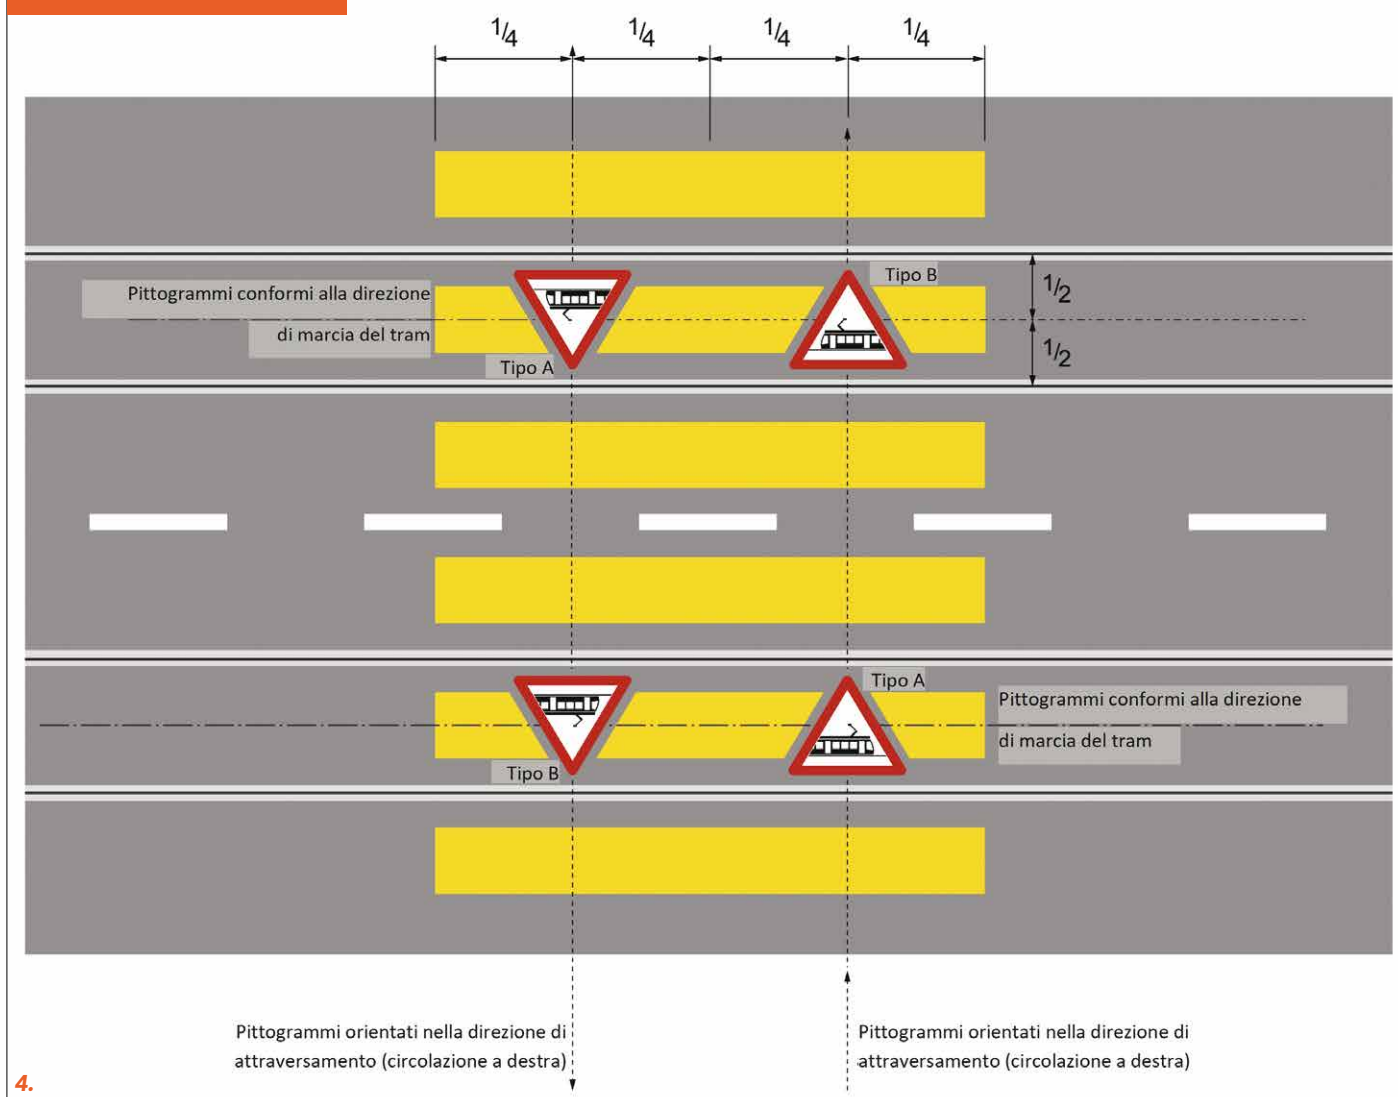 1/4 1/4 1/4 1/4
Tipo B
Pittogrammi conformi alla direzione
di marcia del tram
1/2
1/2
Tipo A
Tipo A
Pittogrammi conformi alla direzione
di marcia del tram
Tipo B
Pittogrammi orientati nella direzione di
attraversamento (circolazione a destra)
Pittogrammi orientati nella direzione di
attraversamento (circolazione a destra)
4.